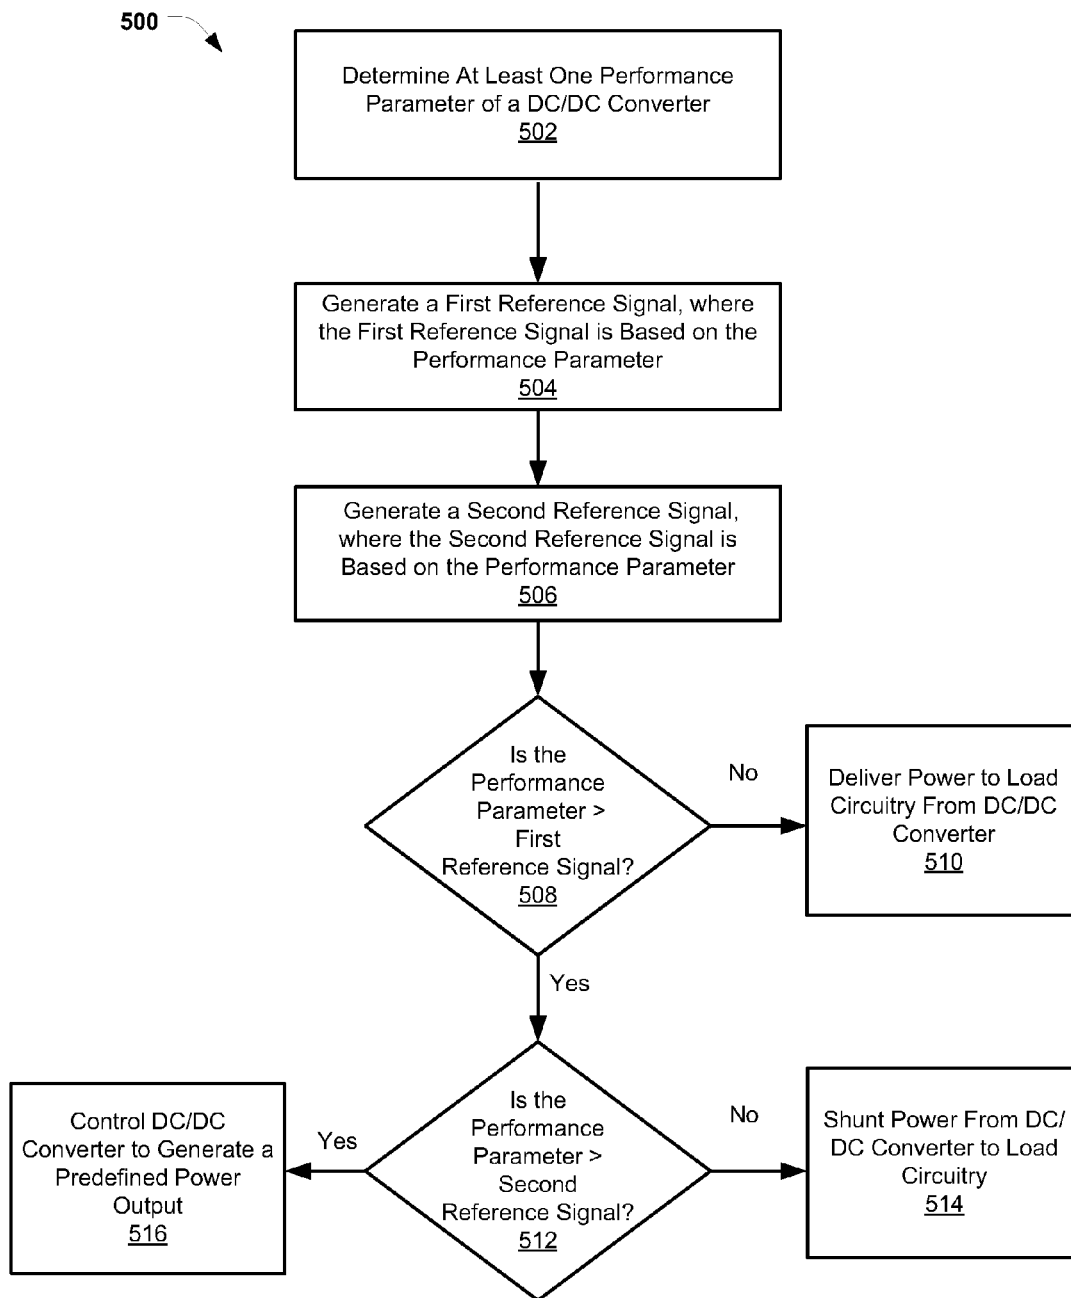 500
Determine At Least One Performance
Parameter of a DC/DC Converter
502
Generate a First Reference Signal, where
the First Reference Signal is Based on the
Performance Parameter
504
Generate a Second Reference Signal,
where the Second Reference Signal is
Based on the Performance Parameter
506
Is the
Performance
Parameter >
First
Reference Signal?
508
No
Deliver Power to Load
Circuitry From DC/DC
Converter
510
Yes
Is the
Performance
Parameter >
Second
Reference Signal?
512
No
Shunt Power From DC/
DC Converter to Load
Circuitry
514
Yes
Control DC/DC
Converter to Generate a
Predefined Power
Output
516